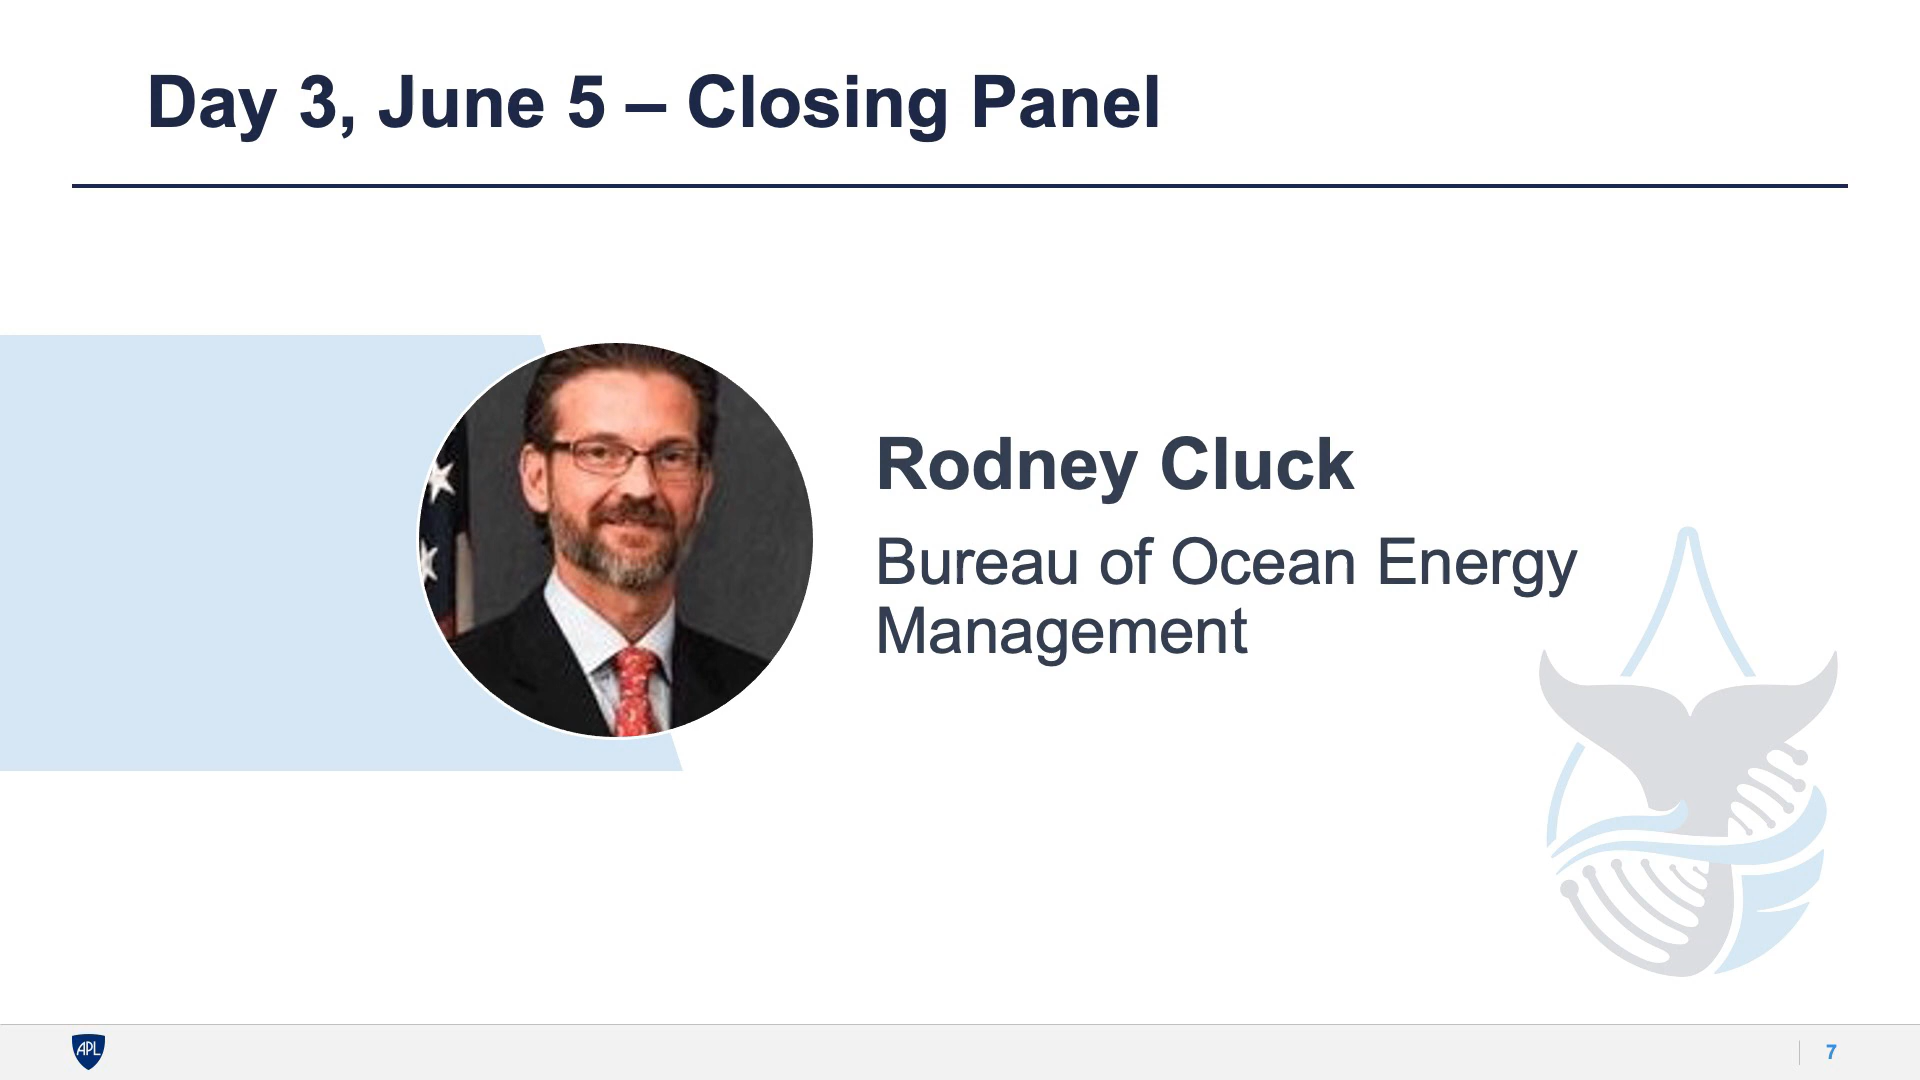 Day 3, June 5 – Closing Panel
Rodney Cluck
Bureau of Ocean Energy
Management
APL
7